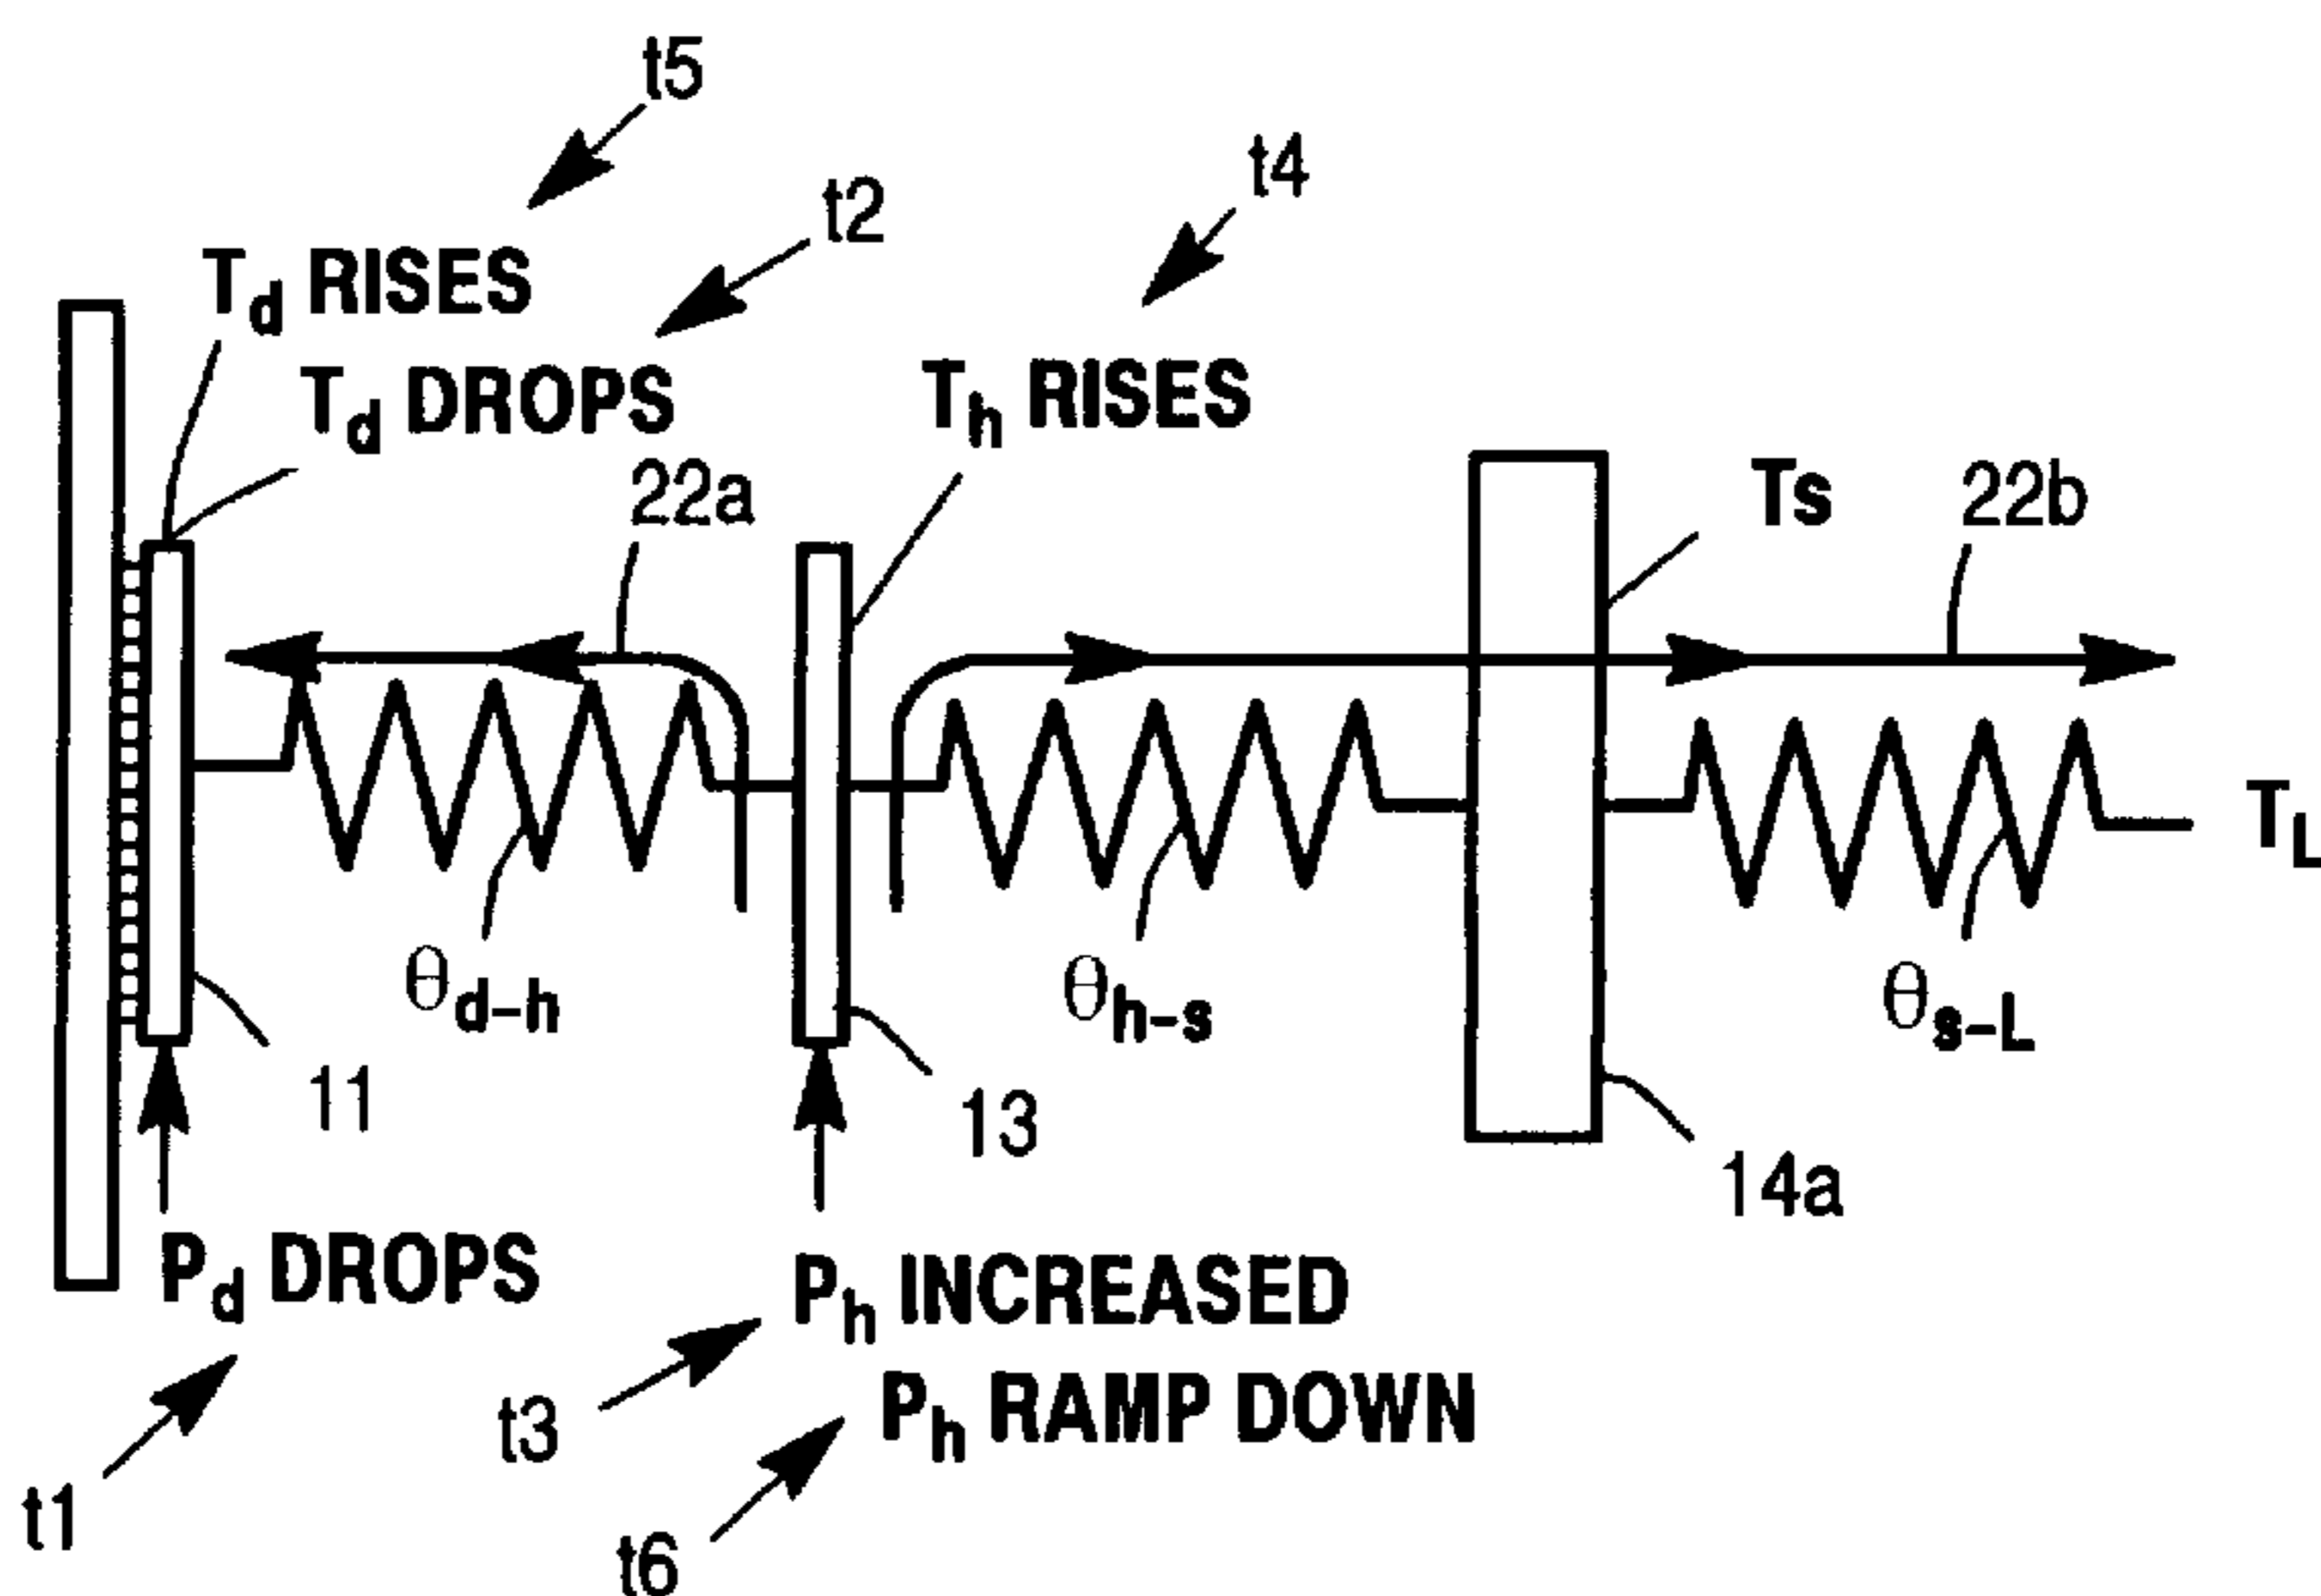 t5
t4
t2
Td RISES
Td DROPS
Th RISES
22a
Ts
22b
TL
θd–h
θh–s
θs–L
11
13
14a
Pd DROPS
Ph INCREASED
Ph RAMP DOWN
t3
t1
t6